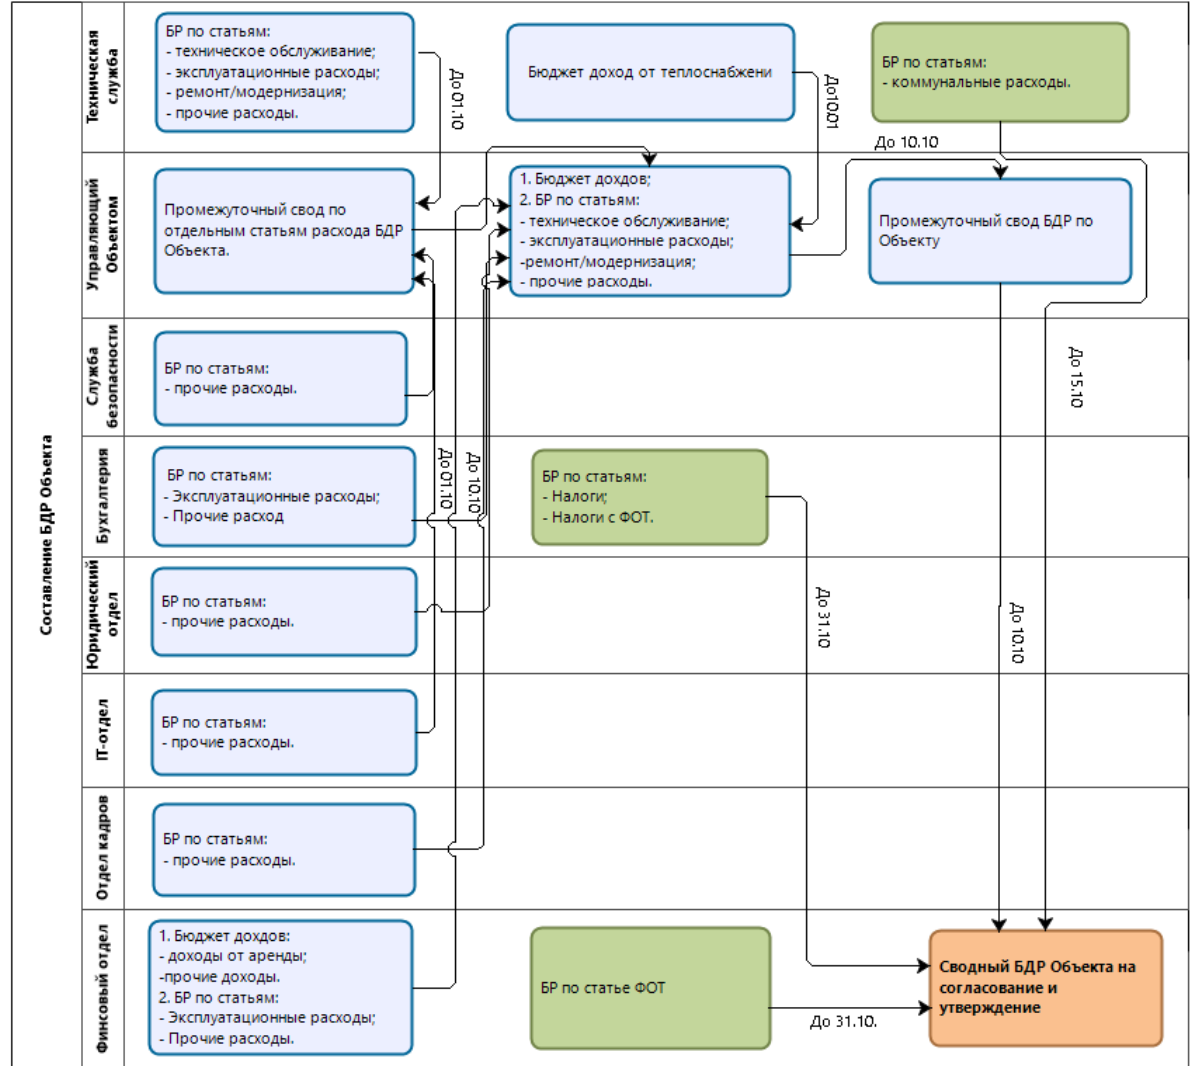 Составление БДР Объекта
Техническая
служба
БР по статьям:
- техническое обслуживание;
- эксплуатационные расходы;
- ремонт/модернизация;
- прочие расходы.
До 01.10
Бюджет доход от теплоснабжени
До10.01
БР по статьям:
- коммунальные расходы.
До 10.10
Управляющий
Объектом
Промежуточный свод по
отдельным статьям расхода БДР
Объекта.
1. Бюджет дохдов;
2. БР по статьям:
- техническое обслуживание;
- эксплуатационные расходы;
-ремонт/модернизация;
- прочие расходы.
Промежуточный свод БДР по
Объекту
Служба
безопасности
БР по статьям:
- прочие расходы.
До 15.10
Бухгалтерия
БР по статьям:
- Эксплуатационные расходы;
- Прочие расход
До 01.10
До 10.10
БР по статьям:
- Налоги;
- Налоги с ФОТ.
Юридический
отдел
БР по статьям:
- прочие расходы.
До 31.10
До 10.10
IT-отдел
БР по статьям:
- прочие расходы.
Отдел кадров
БР по статьям:
- прочие расходы.
Финсовый отдел
1. Бюджет дохдов:
- доходы от аренды;
-прочие доходы.
2. БР по статьям:
- Эксплуатационные расходы;
- Прочие расходы.
БР по статье ФОТ
До 31.10.
Сводный БДР Объекта на
согласование и
утверждение